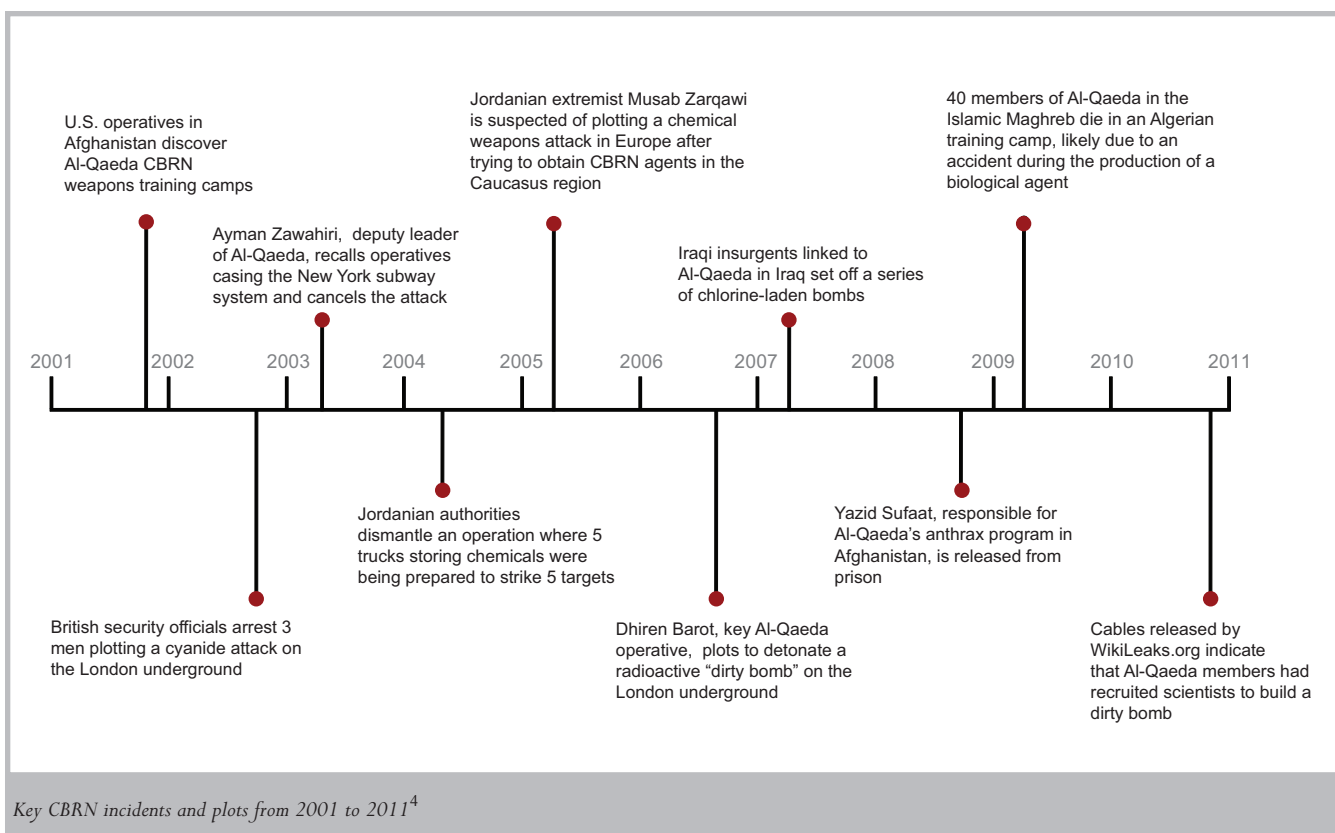 U.S. operatives in
Afghanistan discover
Al-Qaeda CBRN
weapons training camps
Ayman Zawahiri,  deputy leader
of Al-Qaeda, recalls operatives
casing the New York subway
system and cancels the attack
Jordanian extremist Musab Zarqawi
is suspected of plotting a chemical
weapons attack in Europe after
trying to obtain CBRN agents in the
Caucasus region
Iraqi insurgents linked to
Al-Qaeda in Iraq set off a series
of chlorine-laden bombs
40 members of Al-Qaeda in the
Islamic Maghreb die in an Algerian
training camp, likely due to an
accident during the production of a
biological agent
2001 2002 2003 2004 2005 2006 2007 2008 2009 2010 2011
British security officials arrest 3
men plotting a cyanide attack on
the London underground
Jordanian authorities
dismantle an operation where 5
trucks storing chemicals were
being prepared to strike 5 targets
Dhiren Barot, key Al-Qaeda
operative,  plots to detonate a
radioactive “dirty bomb” on the
London underground
Yazid Sufaat, responsible for
Al-Qaeda’s anthrax program in
Afghanistan, is released from
prison
Cables released by
WikiLeaks.org indicate
that Al-Qaeda members had
recruited scientists to build a
dirty bomb
Key CBRN incidents and plots from 2001 to 2011⁴